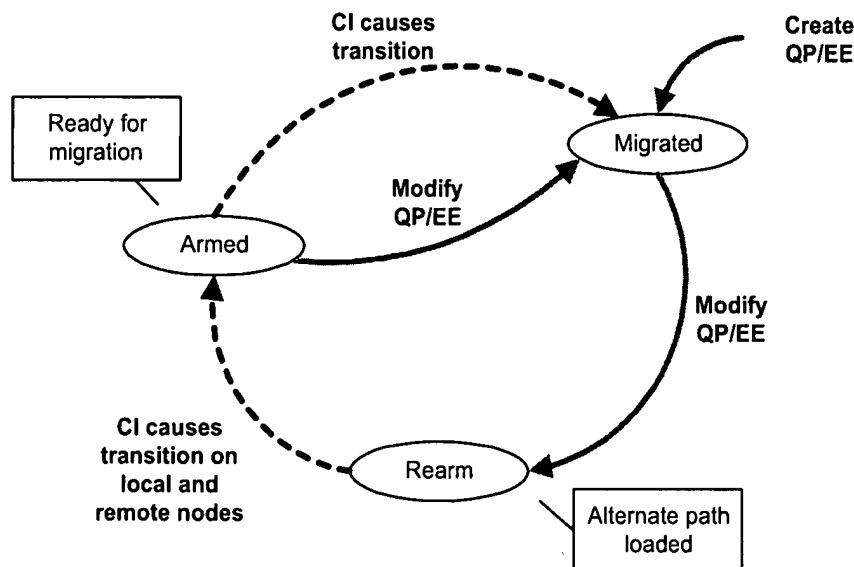 CI causes
transition
Create
QP/EE
Ready for
migration
Migrated
Modify
QP/EE
Armed
Modify
QP/EE
CI causes
transition on
local and
remote nodes
Rearm
Alternate path
loaded